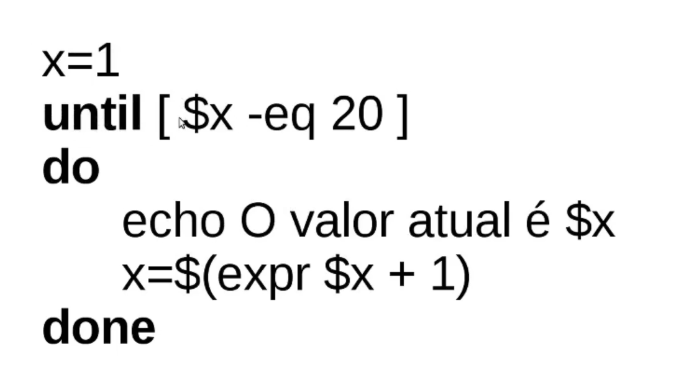 x=1
until [ $x -eq 20 ]
do
echo O valor atual é $x
x=$(expr $x + 1)
done